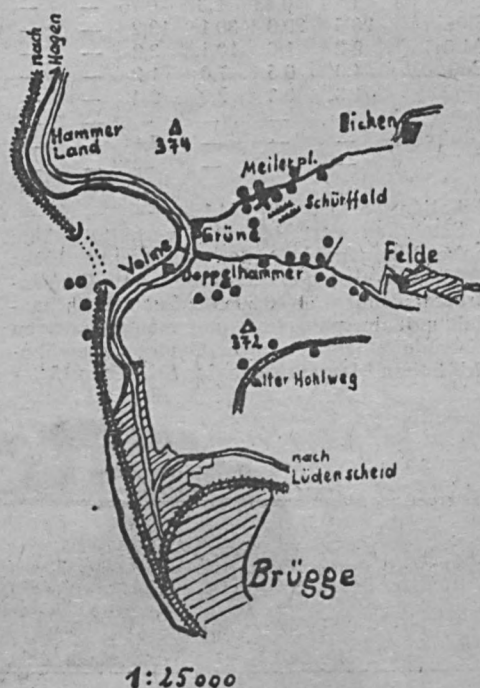 nach
Hagen
Hammer
Land
374
Eichen
Meilerpl.
Schürffeld
Grüne
Volme
Doppelhammer
Felde
372
Alter Hohlweg
nach
Lüdenscheid
Brügge
1:25000